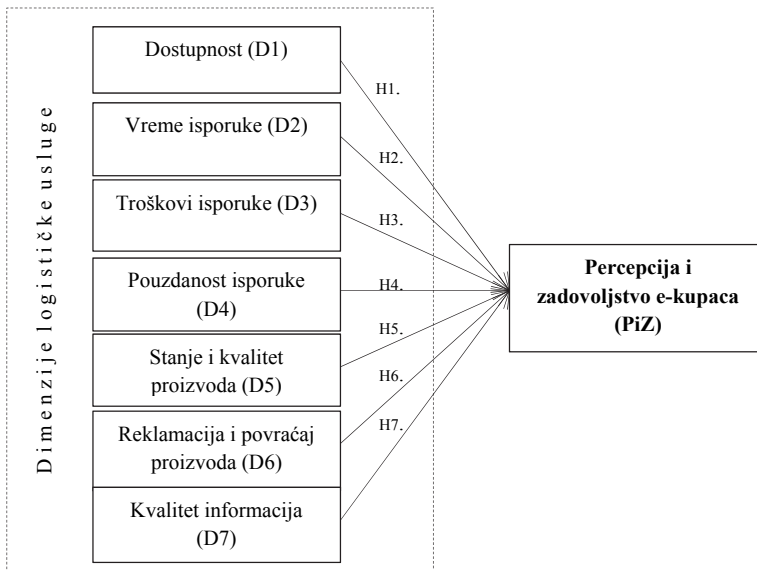 Dimenzije logističke usluge
Dostupnost (D1)
Vreme isporuke (D2)
Troškovi isporuke (D3)
Pouzdanost isporuke
(D4)
Stanje i kvalitet
proizvoda (D5)
Reklamacija i povraćaj
proizvoda (D6)
Kvalitet informacija
(D7)
H1.
H2.
H3.
H4.
H5.
H6.
H7.
Percepcija i
zadovoljstvo e-kupaca
(PiZ)